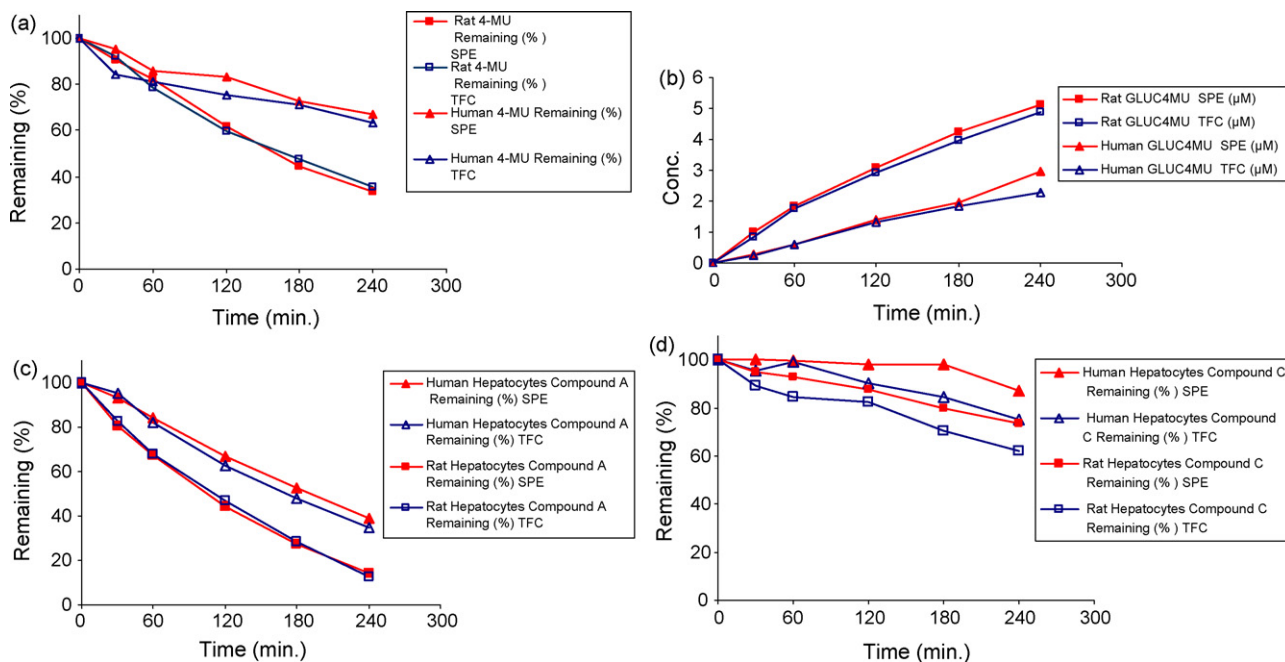 (a)
100
80
60
40
20
0
Remaining (%)
0 60 120 180 240 300
Time (min.)
Rat 4-MU
Remaining (% )
SPE
Rat 4-MU
Remaining (% )
TFC
Human 4-MU Remaining (%)
SPE
Human 4-MU Remaining (%)
TFC
(b)
6
5
4
3
2
1
0
Conc.
0 60 120 180 240 300
Time (min.)
Rat GLUC4MU SPE (µM)
Rat GLUC4MU TFC (µM)
Human GLUC4MU SPE (µM)
Human GLUC4MU TFC (µM)
(c)
100
80
60
40
20
0
Remaining (%)
0 60 120 180 240 300
Time (min.)
Human Hepatocytes Compound A
Remaining (%) SPE
Human Hepatocytes Compound A
Remaining (%) TFC
Rat Hepatocytes Compound A
Remaining (%) SPE
Rat Hepatocytes Compound A
Remaining (%) TFC
(d)
100
80
60
40
20
0
Remaining (%)
0 60 120 180 240 300
Time (min.)
Human Hepatocytes Compound C
Remaining (% ) SPE
Human Hepatocytes Compound
C Remaining (% ) TFC
Rat Hepatocytes Compound C
Remaining (% ) SPE
Rat Hepatocytes Compound C
Remaining (% ) TFC